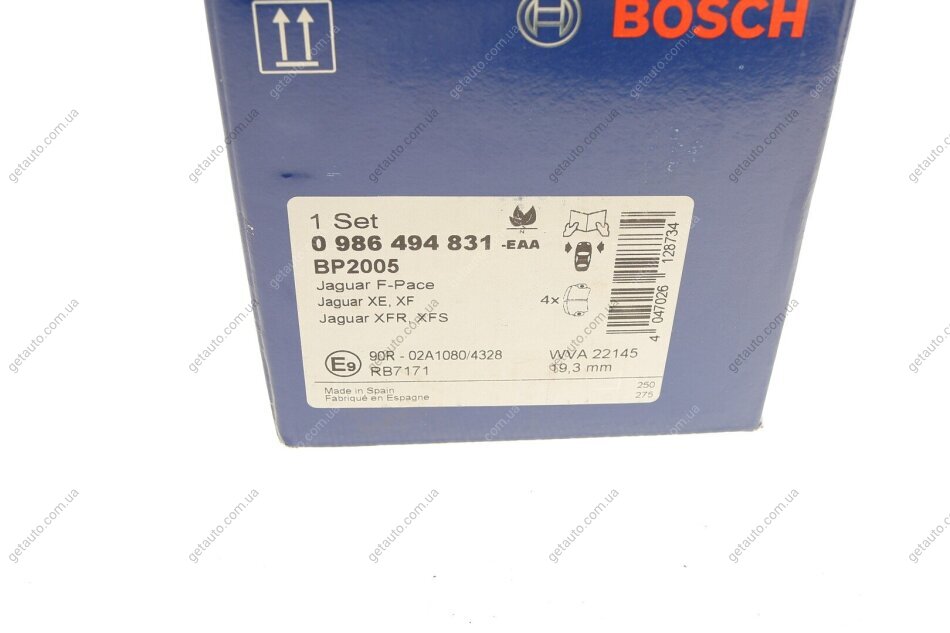 BOSCH
1 Set
0 986 494 831 -EAA
BP2005
Jaguar F-Pace
Jaguar XE, XF
Jaguar XFR, XFS
4x
4 047026 128734
E9
90R - 02A1080/4328
RB7171
WVA 22145
19,3 mm
Made in Spain
Fabriqué en Espagne
250
275
getauto.com.ua